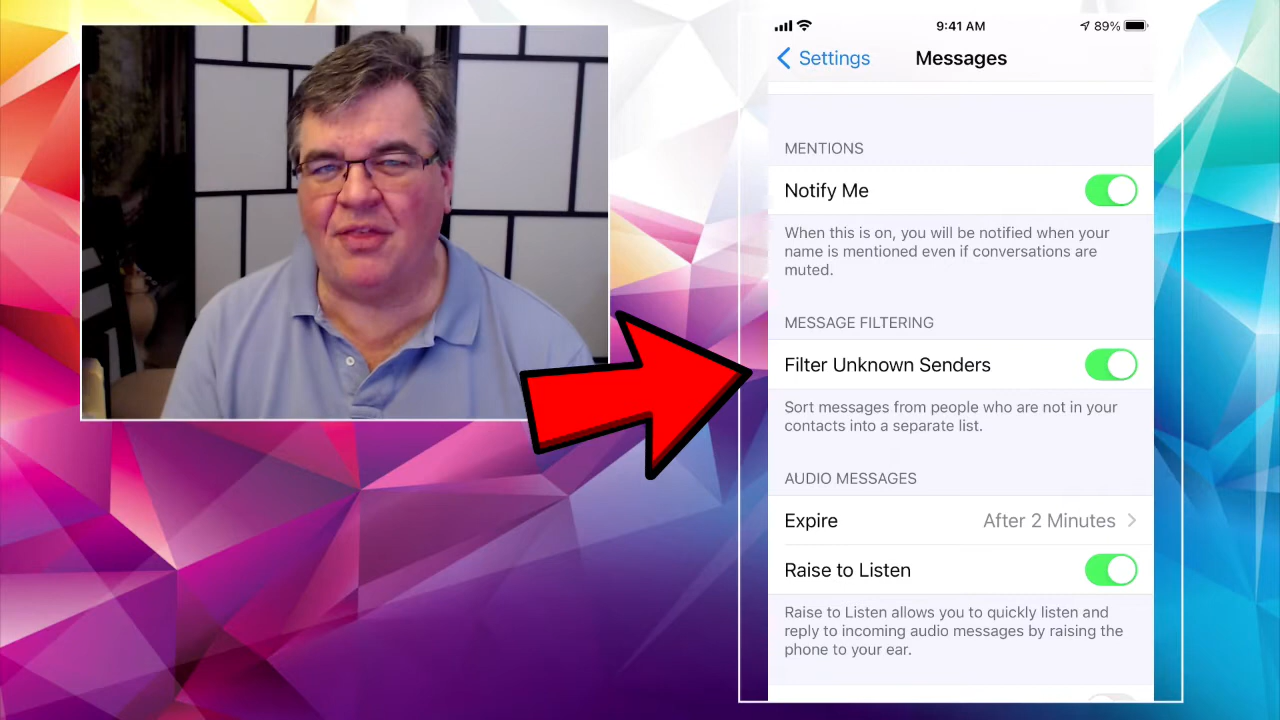 9:41 AM
89%
Settings
Messages
MENTIONS
Notify Me
When this is on, you will be notified when your
name is mentioned even if conversations are
muted.
MESSAGE FILTERING
Filter Unknown Senders
Sort messages from people who are not in your
contacts into a separate list.
AUDIO MESSAGES
Expire
After 2 Minutes
Raise to Listen
Raise to Listen allows you to quickly listen and
reply to incoming audio messages by raising the
phone to your ear.